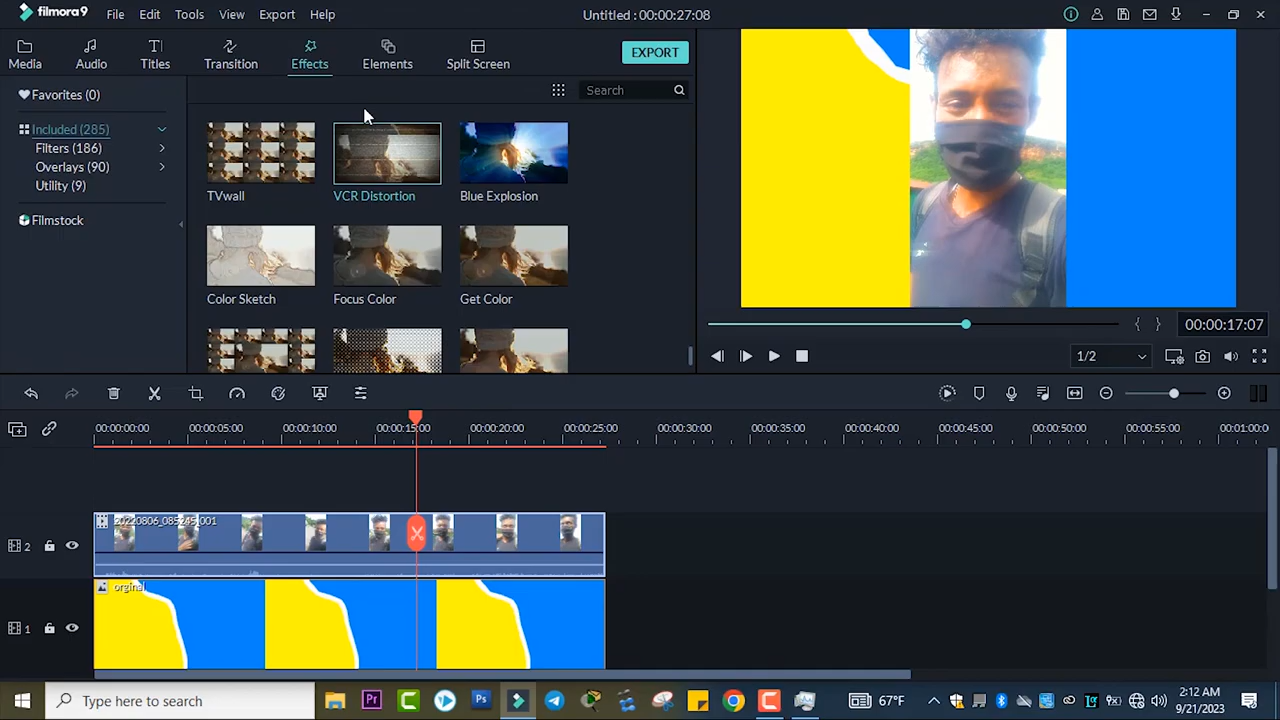 filmora9 File Edit Tools View Export Help Untitled : 00:00:27:08
Media Audio Titles Transition Effects Elements Split Screen EXPORT
Favorites (0)
Search
Included (285)
Filters (186)
Overlays (90)
Utility (9)
Filmstock
TVwall VCR Distortion Blue Explosion
Color Sketch Focus Color Get Color
00:00:17:07
1/2
00:00:00:00 00:00:05:00 00:00:10:00 00:00:15:00 00:00:20:00 00:00:25:00 00:00:30:00 00:00:35:00 00:00:40:00 00:00:45:00 00:00:50:00 00:00:55:00 00:01:00:0
20220806_085245_001
2
orginal
1
Type here to search
Pr
Ps
67°F
2:12 AM
9/21/2023